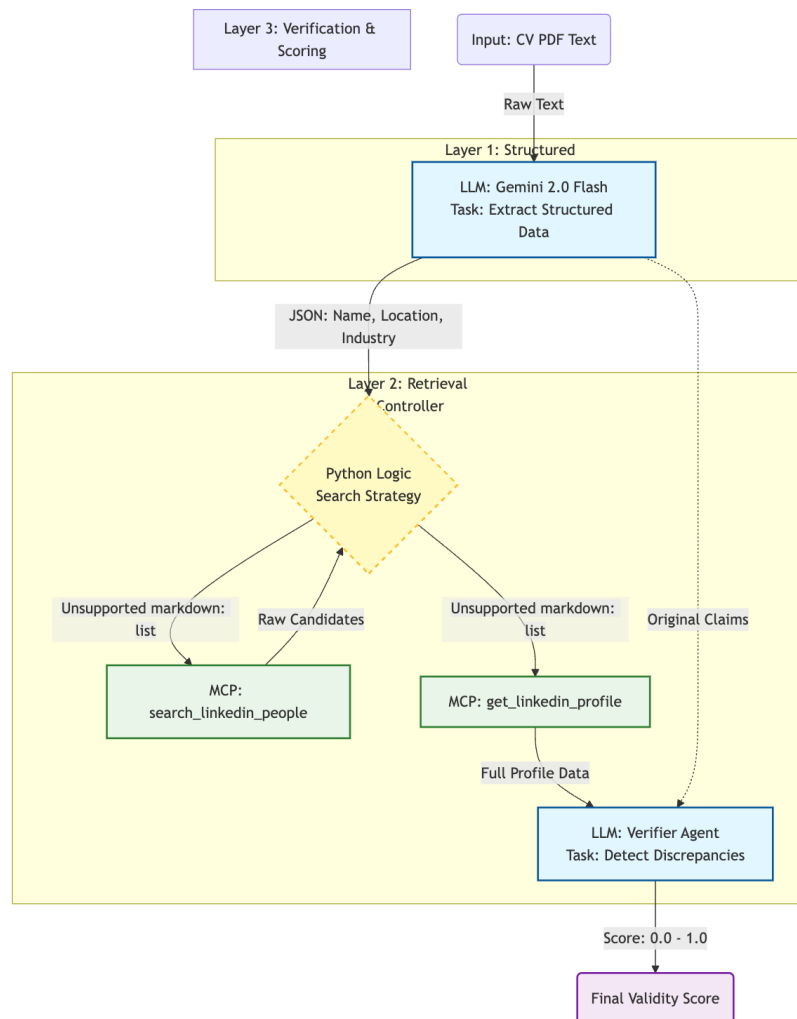 Layer 3: Verification &
Scoring
Input: CV PDF Text
Raw Text
Layer 1: Structured
LLM: Gemini 2.0 Flash
Task: Extract Structured
Data
JSON: Name, Location,
Industry
Layer 2: Retrieval
Controller
Python Logic
Search Strategy
Unsupported markdown:
list
Raw Candidates
Unsupported markdown:
list
Original Claims
MCP:
search_linkedin_people
MCP: get_linkedin_profile
Full Profile Data
LLM: Verifier Agent
Task: Detect Discrepancies
Score: 0.0 - 1.0
Final Validity Score